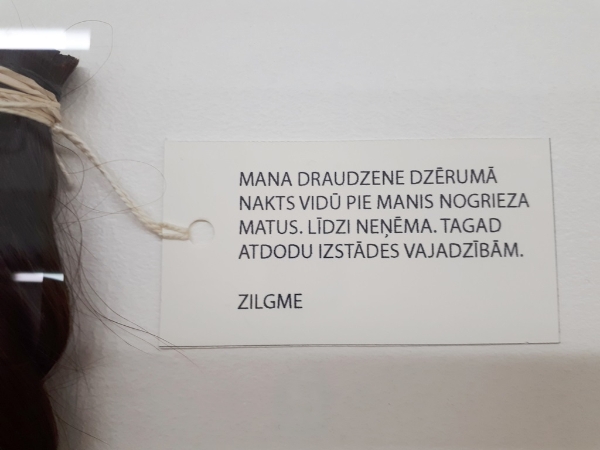 MANA DRAUDZENE DZĒRUMĀ
NAKTS VIDŪ PIE MANIS NOGRIEZA
MATUS. LĪDZI NEŅĒMA. TAGAD
ATDODU IZSTĀDES VAJADZĪBĀM.
ZILGME